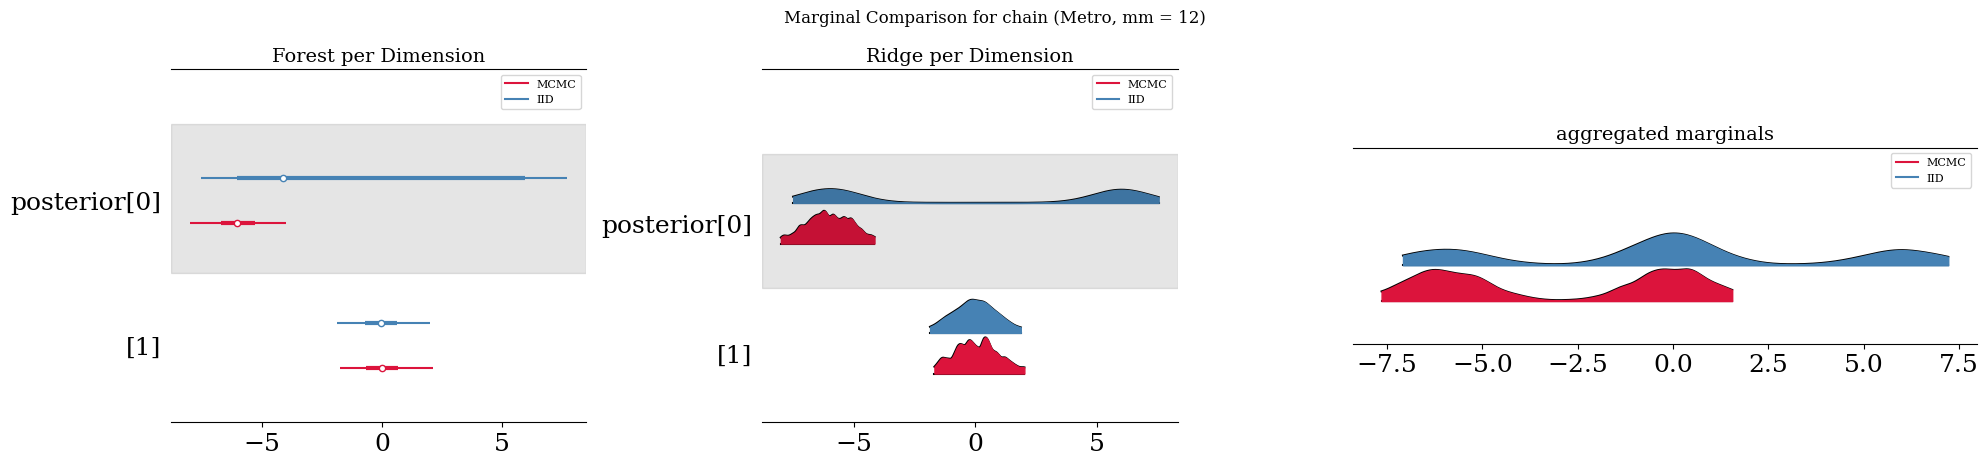 Marginal Comparison for chain (Metro, mm = 12)
Forest per Dimension
MCMC
IID
posterior[0]
[1]
−5 0 5
Ridge per Dimension
MCMC
IID
posterior[0]
[1]
−5 0 5
aggregated marginals
MCMC
IID
−7.5 −5.0 −2.5 0.0 2.5 5.0 7.5